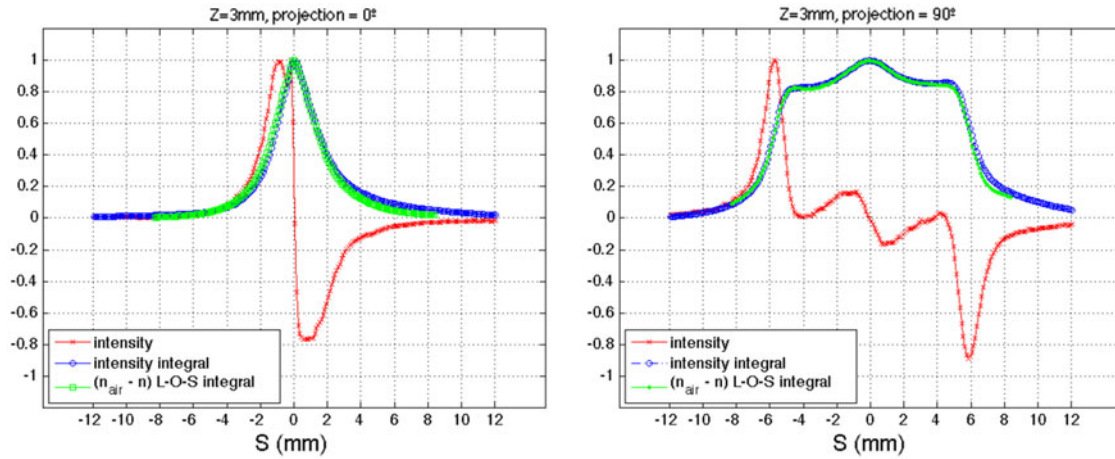 Z=3mm, projection = 0º
1
0.8
0.6
0.4
0.2
0
-0.2
-0.4
-0.6
-0.8
-1
intensity
intensity integral
(n_air - n) L-O-S integral
-12 -10 -8 -6 -4 -2 0 2 4 6 8 10 12
S (mm)
Z=3mm, projection = 90º
1
0.8
0.6
0.4
0.2
0
-0.2
-0.4
-0.6
-0.8
-1
intensity
intensity integral
(n_air - n) L-O-S integral
-12 -10 -8 -6 -4 -2 0 2 4 6 8 10 12
S (mm)